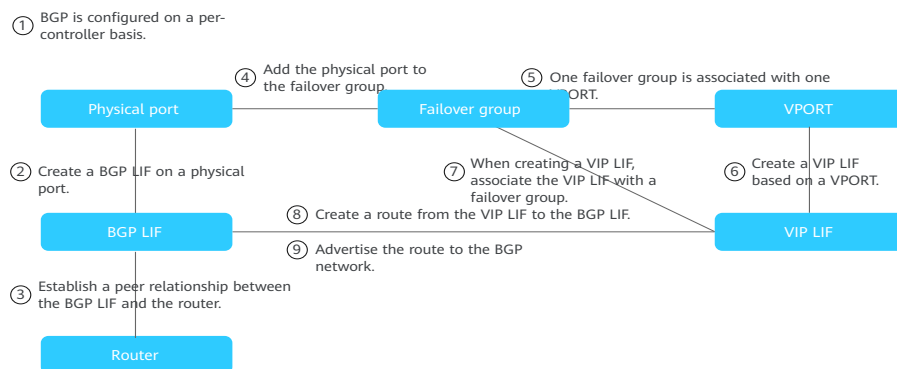 ① BGP is configured on a per-
controller basis.
④ Add the physical port to
the failover group.
⑤ One failover group is associated with one
VPORT.
Physical port
Failover group
VPORT
② Create a BGP LIF on a physical
port.
⑦ When creating a VIP LIF,
associate the VIP LIF with a
failover group.
⑥ Create a VIP LIF
based on a VPORT.
⑧ Create a route from the VIP LIF to the BGP LIF.
BGP LIF
VIP LIF
⑨ Advertise the route to the BGP
network.
③ Establish a peer relationship between
the BGP LIF and the router.
Router